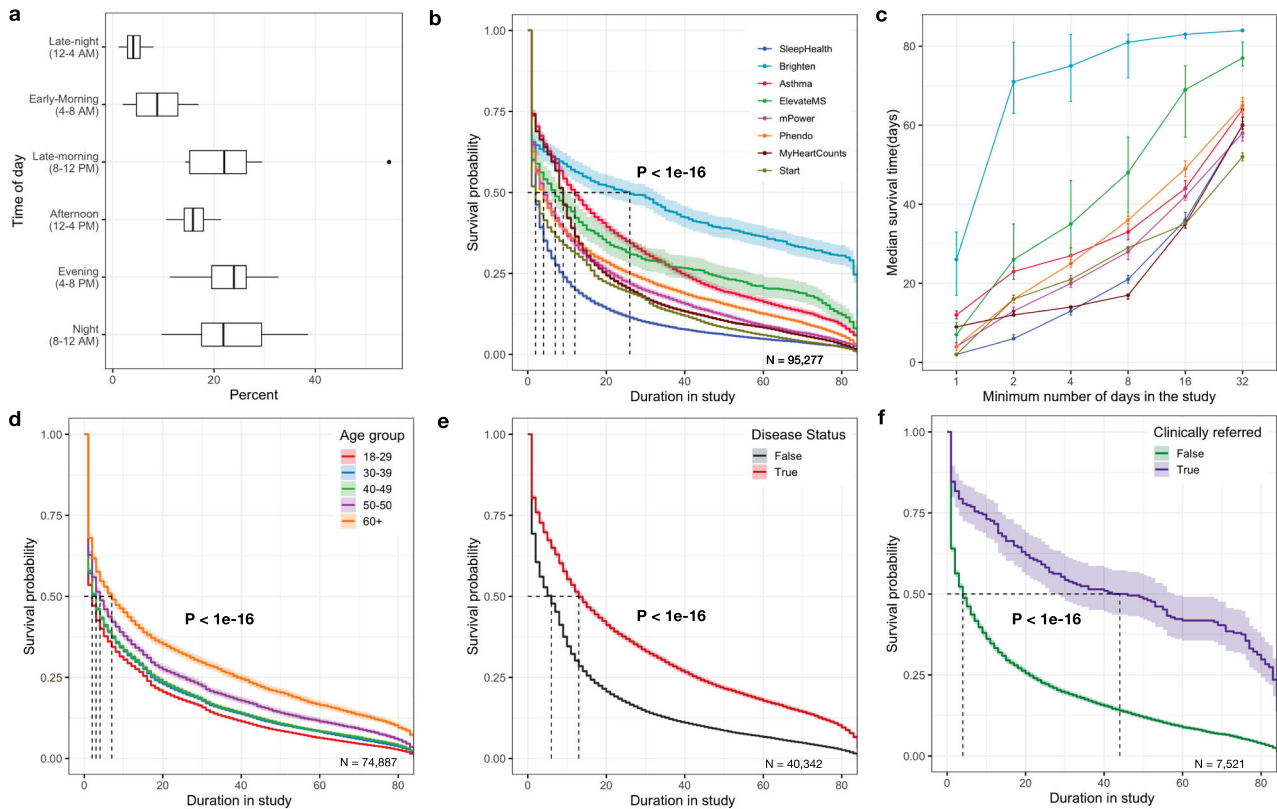 a
Time of day
Late-night
(12-4 AM)
Early-Morning
(4-8 AM)
Late-morning
(8-12 PM)
Afternoon
(12-4 PM)
Evening
(4-8 PM)
Night
(8-12 AM)
0 20 40
Percent
b
Survival probability
1.00
0.75
0.50
0.25
0.00
SleepHealth
Brighten
Asthma
ElevateMS
mPower
Phendo
MyHeartCounts
Start
P < 1e-16
N = 95,277
0 20 40 60 80
Duration in study
c
Median survival time(days)
80
60
40
20
0
1 2 4 8 16 32
Minimum number of days in the study
d
Survival probability
1.00
0.75
0.50
0.25
0.00
Age group
18-29
30-39
40-49
50-50
60+
P < 1e-16
N = 74,887
0 20 40 60 80
Duration in study
e
Survival probability
1.00
0.75
0.50
0.25
0.00
Disease Status
False
True
P < 1e-16
N = 40,342
0 20 40 60 80
Duration in study
f
Survival probability
1.00
0.75
0.50
0.25
0.00
Clinically referred
False
True
P < 1e-16
N = 7,521
0 20 40 60 80
Duration in study